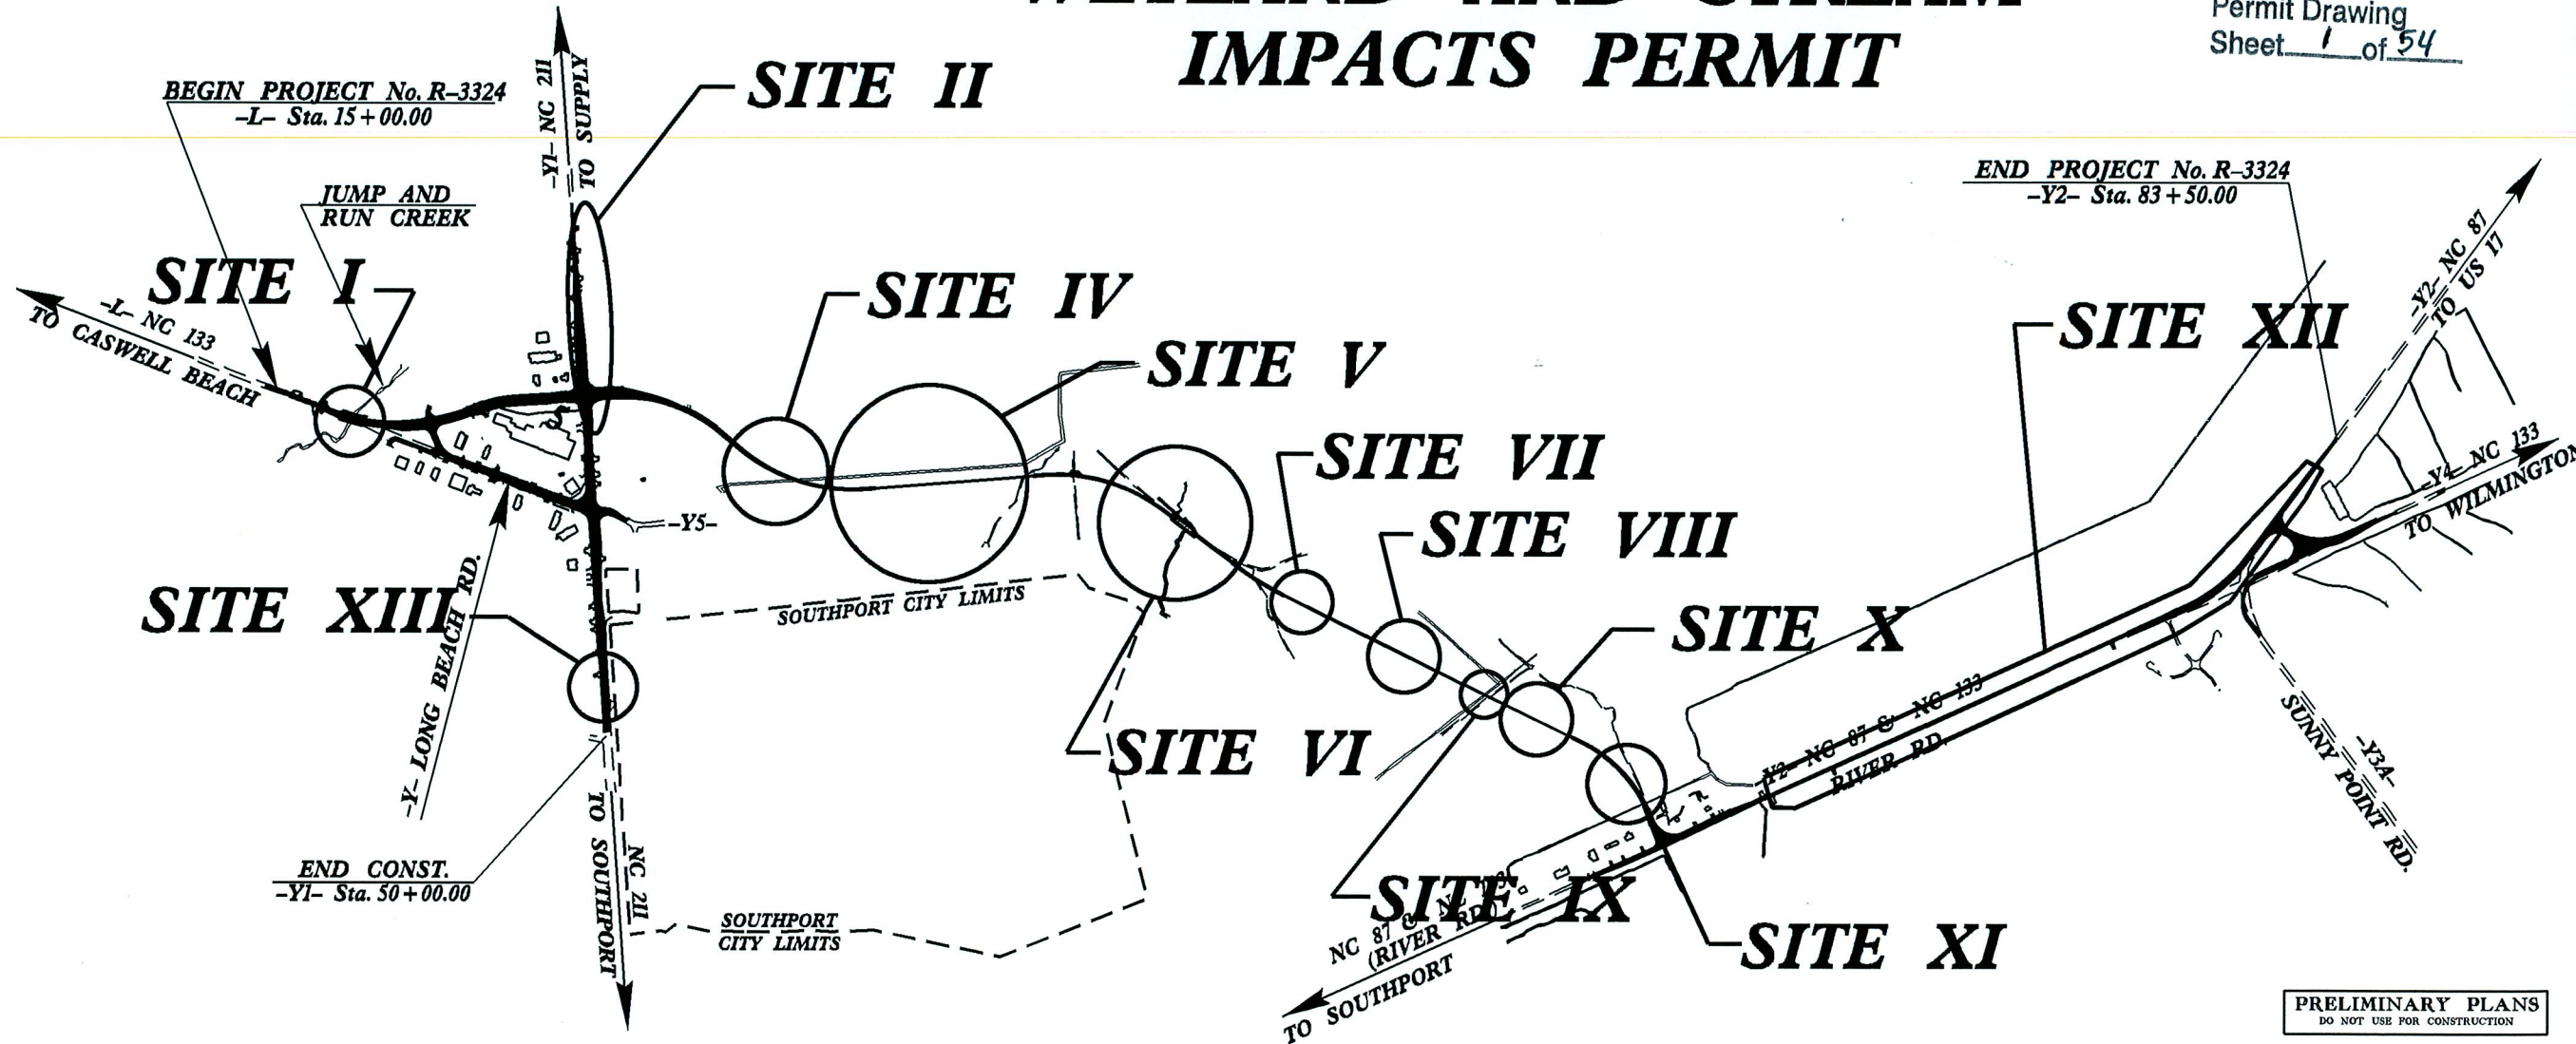 WETLAND AND STREAM
IMPACTS PERMIT
Permit Drawing
Sheet 1 of 54
BEGIN PROJECT No. R-3324
-L- Sta. 15+00.00
JUMP AND
RUN CREEK
-Y1- NC 211
TO SUPPLY
SITE II
SITE I
-L- NC 133
TO CASWELL BEACH
SITE IV
SITE V
END PROJECT No. R-3324
-Y2- Sta. 83+50.00
-Y2- NC 87
TO US 17
SITE XII
SITE VII
SITE VIII
-Y4- NC 133
TO WILMINGTON
-Y5-
SITE XIII
-Y- LONG BEACH RD.
SOUTHPORT CITY LIMITS
SITE X
SITE VI
-Y2- NC 87 & NC 133
RIVER RD.
-Y3A-
SUNNY POINT RD.
END CONST.
-Y1- Sta. 50+00.00
TO SOUTHPORT
NC 211
SOUTHPORT
CITY LIMITS
SITE IX
NC 87 & NC
(RIVER RD)
TO SOUTHPORT
SITE XI
PRELIMINARY PLANS
DO NOT USE FOR CONSTRUCTION